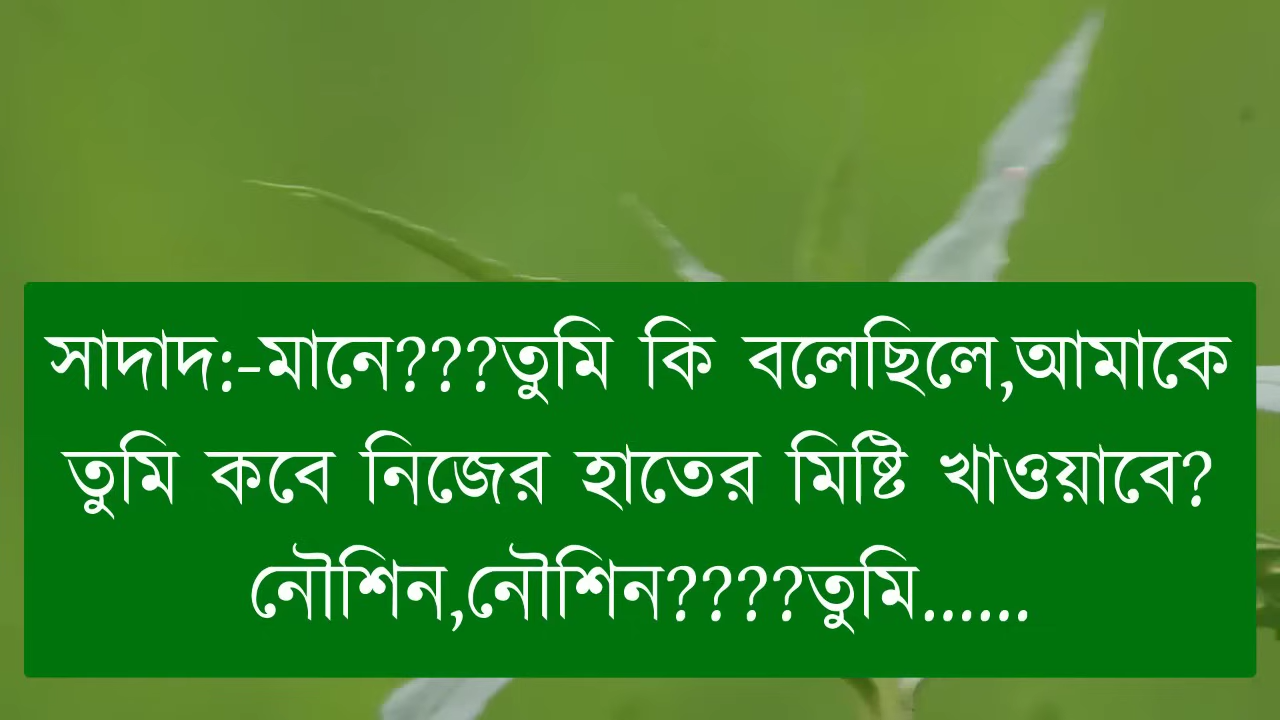 সাদাদ:-মানে???তুমি কি বলেছিলে,আমাকে
তুমি কবে নিজের হাতের মিষ্টি খাওয়াবে?
নৌশিন,নৌশিন????তুমি......